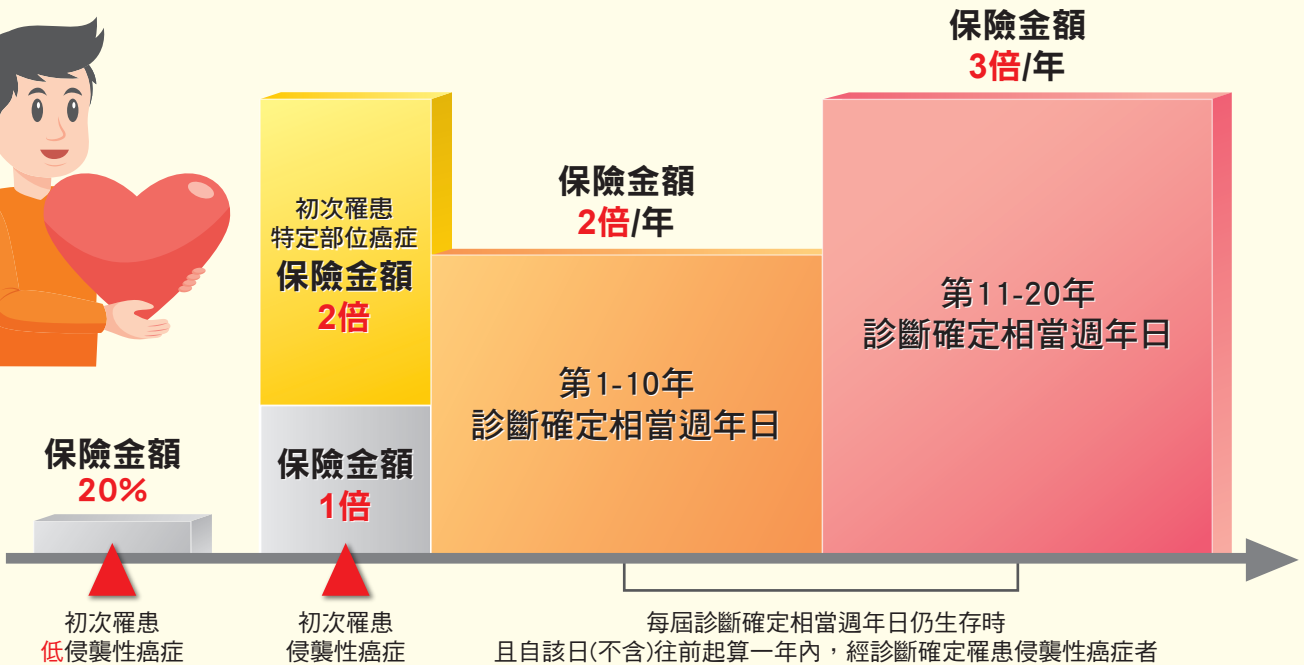 保險金額
3倍/年
保險金額
2倍/年
初次罹患
特定部位癌症
保險金額
2倍
第11-20年
診斷確定相當週年日
第1-10年
診斷確定相當週年日
保險金額
20%
保險金額
1倍
初次罹患
低侵襲性癌症
初次罹患
侵襲性癌症
每屆診斷確定相當週年日仍生存時
且自該日(不含)往前起算一年內，經診斷確定罹患侵襲性癌症者